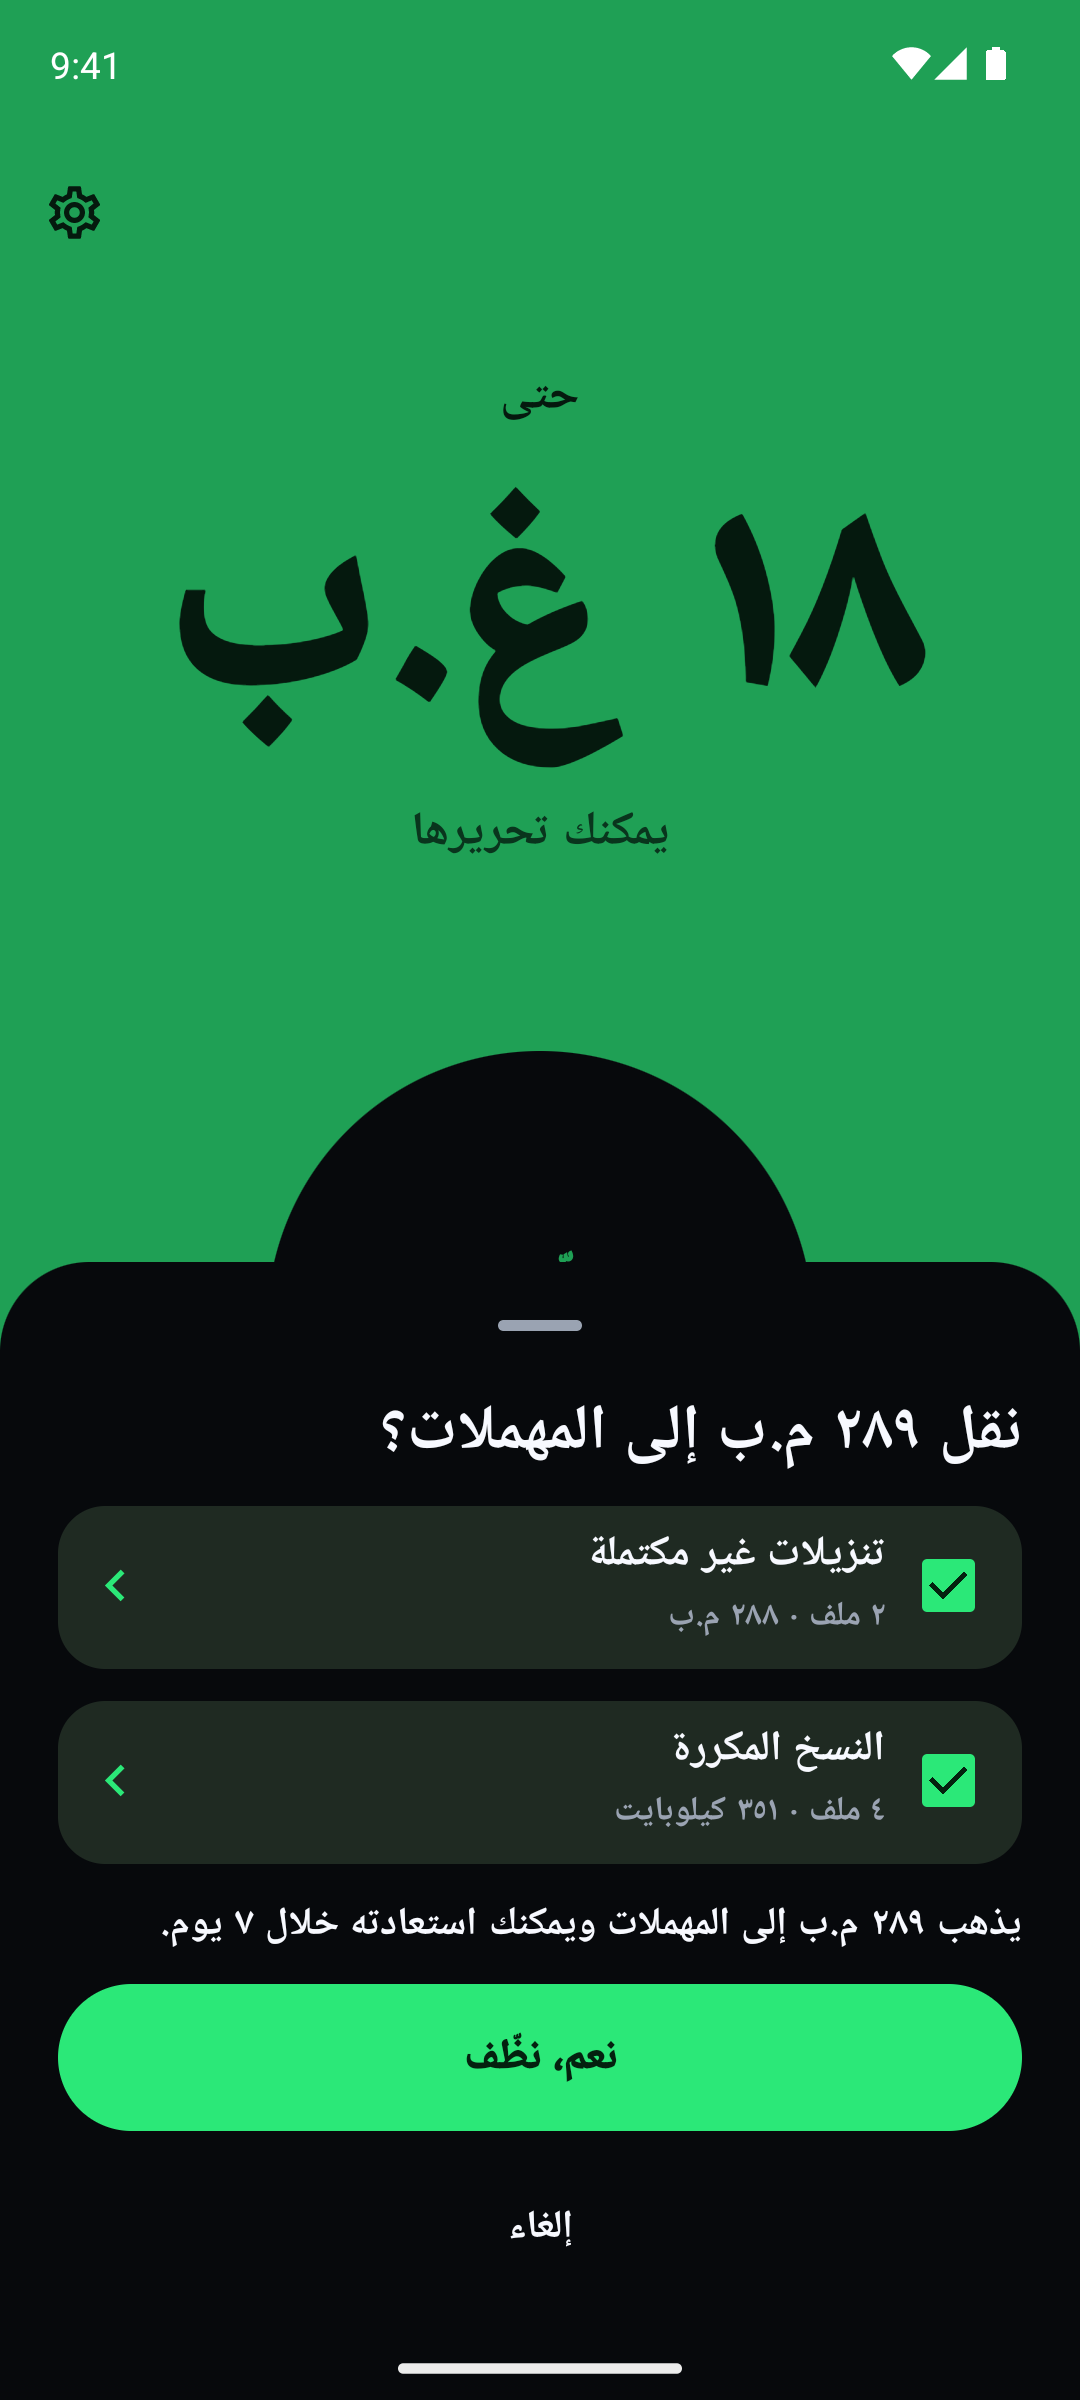 9:41
حتى
١٨ غ.ب
يمكنك تحريرها
نقل ٢٨٩ م.ب إلى المهملات؟
تنزيلات غير مكتملة
٢ ملف · ٢٨٨ م.ب
النسخ المكررة
٤ ملف · ٣٥١ كيلوبايت
يذهب ٢٨٩ م.ب إلى المهملات ويمكنك استعادته خلال ٧ يوم.
نعم، نظّف
إلغاء